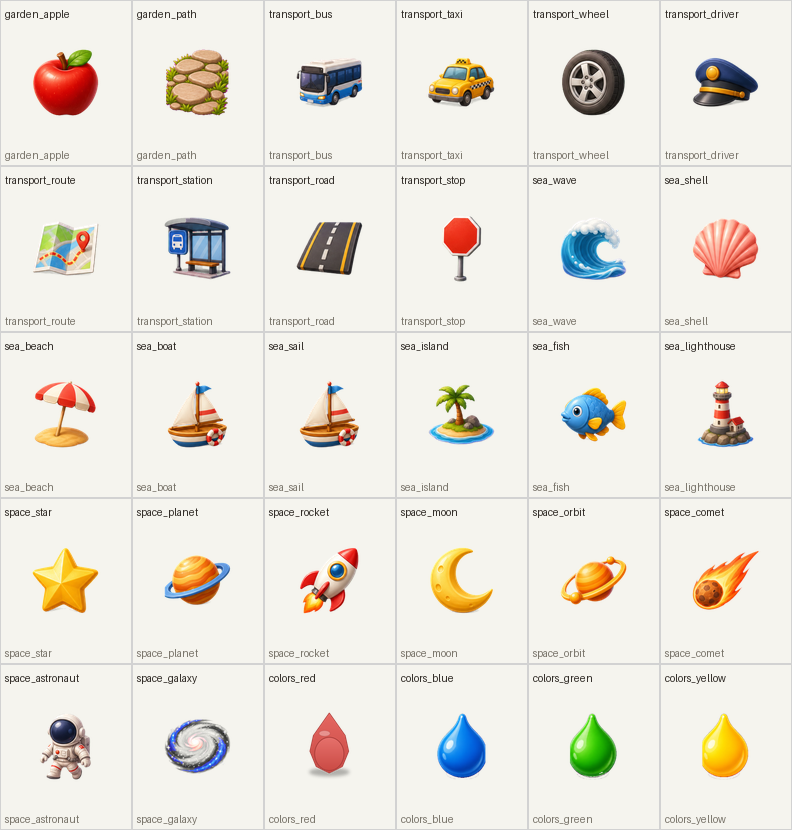 garden_apple
garden_path
transport_bus
transport_taxi
transport_wheel
transport_driver
garden_apple
garden_path
transport_bus
transport_taxi
transport_wheel
transport_driver
transport_route
transport_station
transport_road
transport_stop
sea_wave
sea_shell
transport_route
transport_station
transport_road
transport_stop
sea_wave
sea_shell
sea_beach
sea_boat
sea_sail
sea_island
sea_fish
sea_lighthouse
sea_beach
sea_boat
sea_sail
sea_island
sea_fish
sea_lighthouse
space_star
space_planet
space_rocket
space_moon
space_orbit
space_comet
space_star
space_planet
space_rocket
space_moon
space_orbit
space_comet
space_astronaut
space_galaxy
colors_red
colors_blue
colors_green
colors_yellow
space_astronaut
space_galaxy
colors_red
colors_blue
colors_green
colors_yellow